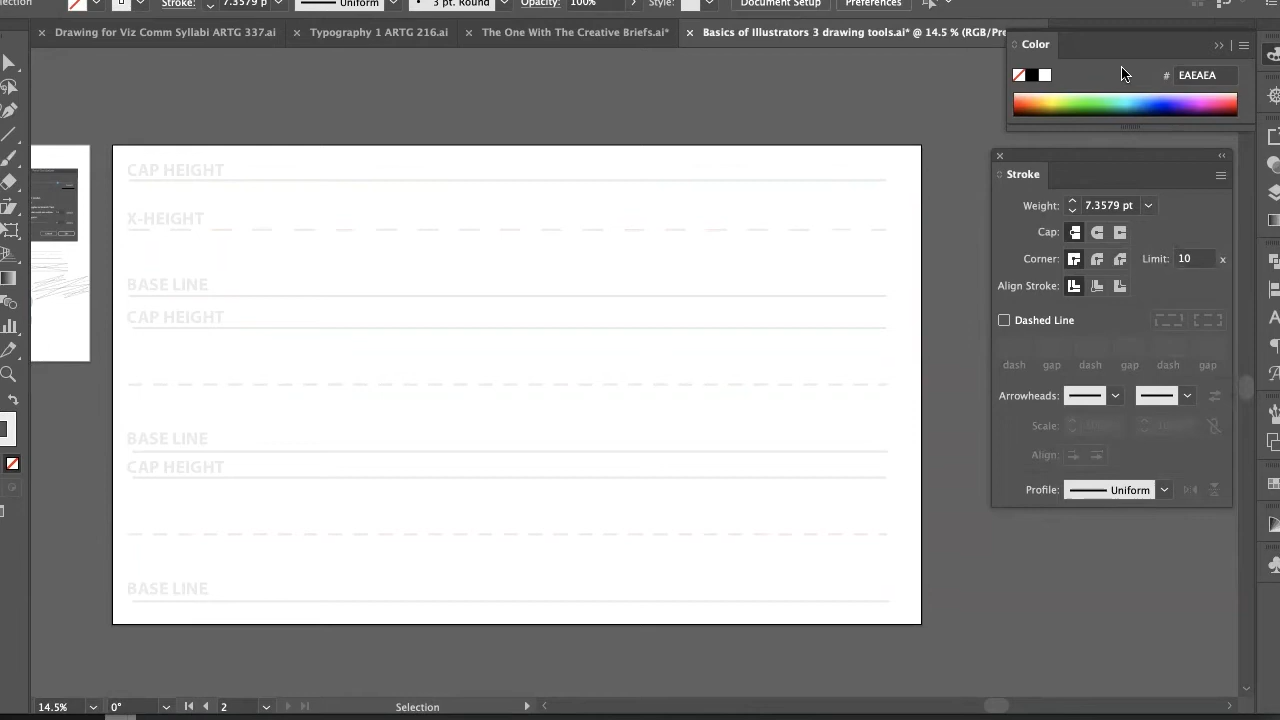 Stroke: 7.3579 p Uniform 3 pt. Round Opacity: 100% Style: Document Setup Preferences
Drawing for Viz Comm Syllabi ARTG 337.ai Typography 1 ARTG 216.ai The One With The Creative Briefs.ai* Basics of Illustrators 3 drawing tools.ai* @ 14.5 % (RGB/Pre
Color
# EAEAEA
CAP HEIGHT
X-HEIGHT
BASE LINE
CAP HEIGHT
BASE LINE
CAP HEIGHT
BASE LINE
Stroke
Weight: 7.3579 pt
Cap:
Corner: Limit: 10 x
Align Stroke:
Dashed Line
dash gap dash gap dash gap
Arrowheads:
Scale: 100% 100%
Align:
Profile: Uniform
14.5% 0° 2 Selection